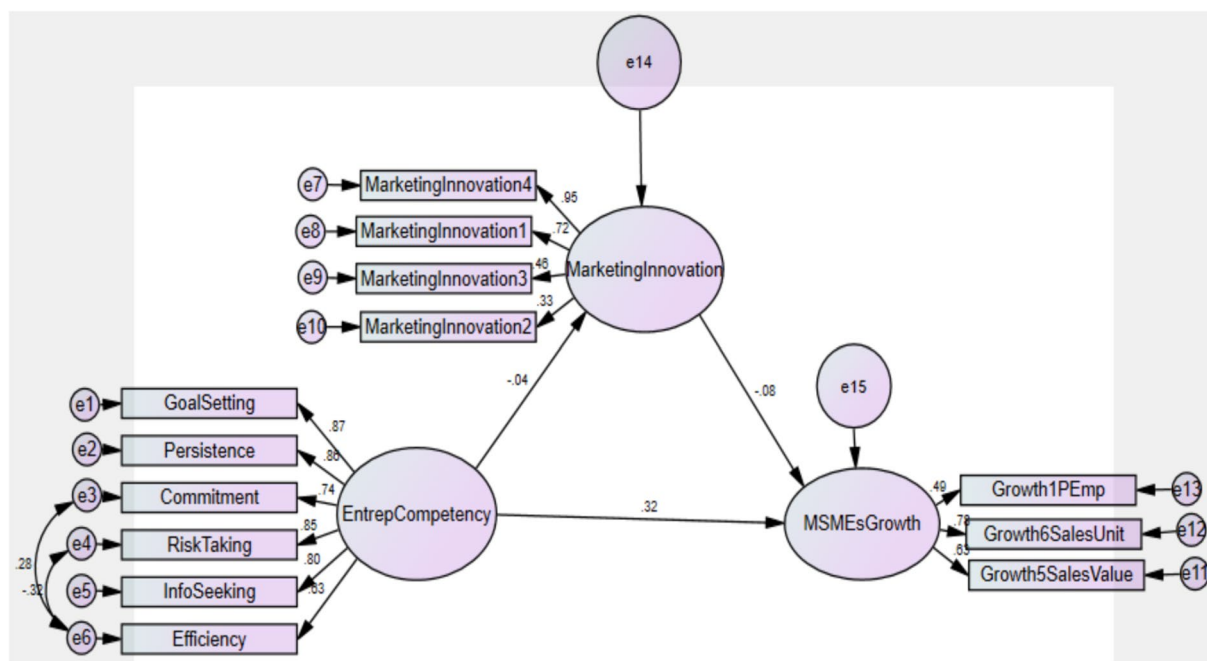 e14
e7
MarketingInnovation4
.95
e8
MarketingInnovation1
.72
e9
MarketingInnovation3
.46
MarketingInnovation
e10
MarketingInnovation2
.33
-.04
-.08
e15
e1
GoalSetting
.87
e2
Persistence
.86
e3
Commitment
.74
EntrepCompetency
.32
MSMEsGrowth
.49
Growth1PEmp
e13
e4
RiskTaking
.85
.78
Growth6SalesUnit
e12
.28
-.32
e5
InfoSeeking
.80
Growth5SalesValue
e11
e6
Efficiency